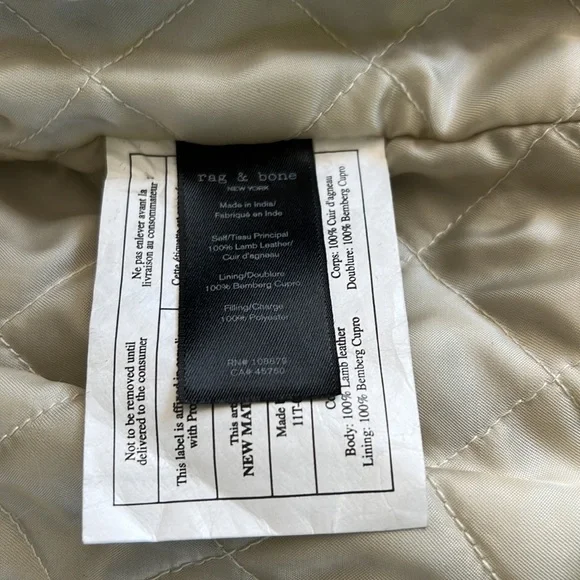 rag & bone
NEW YORK
Made in India/
Fabriqué en Inde
Self/Tissu Principal
100% Lamb Leather/
Cuir d'agneau
Lining/Doublure
100% Bemberg Cupro
Filling/Charge
100% Polyester
RN# 109879
CA# 45760
Ne pas enlever avant la
livraison au consommateur
Not to be removed until
delivered to the consumer
This label is affixed in
with Pro
This
NEW
Made
11T-
Corps: 100% Cuir d'agneau
Doublure: 100% Bemberg Cupro
Body: 100% Lamb leather
Lining: 100% Bemberg Cupro